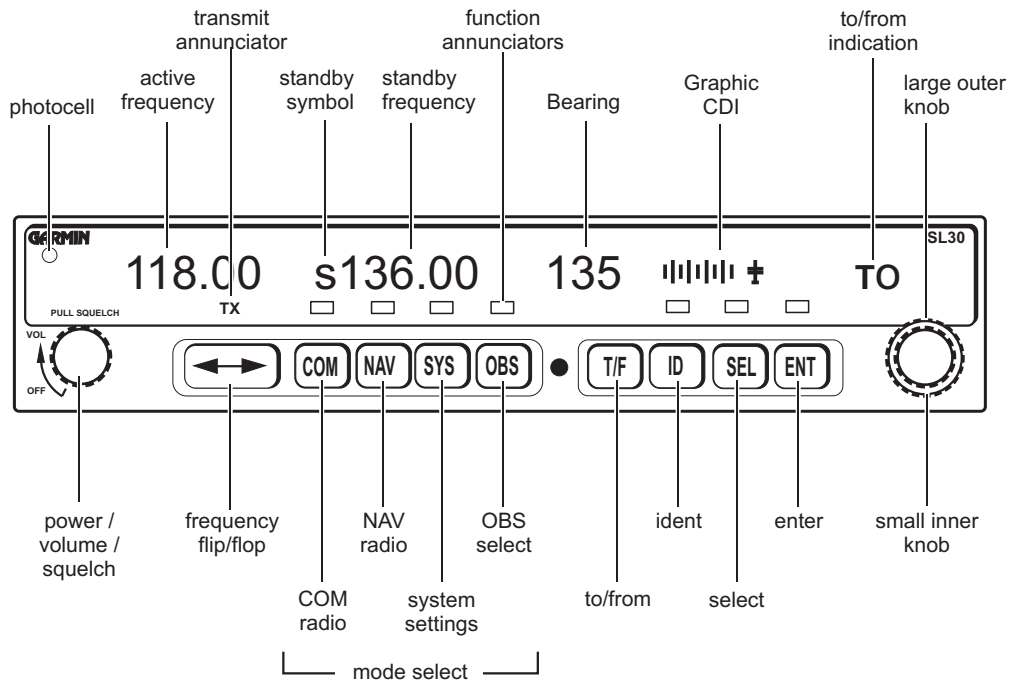 transmit
annunciator
function
annunciators
to/from
indication
photocell
active
frequency
standby
symbol
standby
frequency
Bearing
Graphic
CDI
large outer
knob
GARMIN
SL30
118.00
s136.00
135
TO
TX
PULL SQUELCH
VOL
OFF
COM
NAV
SYS
OBS
T/F
ID
SEL
ENT
power /
volume /
squelch
frequency
flip/flop
NAV
radio
OBS
select
ident
enter
small inner
knob
COM
radio
system
settings
to/from
select
mode select